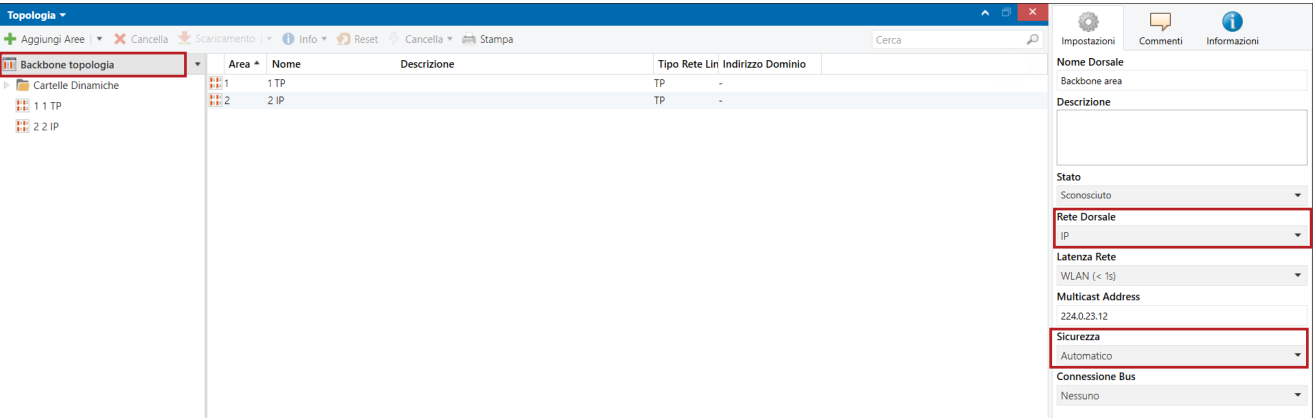 Topologia
Aggiungi Aree Cancella Scaricamento Info Reset Cancella Stampa Cerca
Backbone topologia
Cartelle Dinamiche
1 1 TP
2 2 IP
Area Nome Descrizione Tipo Rete Lin Indirizzo Dominio
1 1 TP TP -
2 2 IP TP -
Impostazioni Commenti Informazioni
Nome Dorsale
Backbone area
Descrizione
Stato
Sconosciuto
Rete Dorsale
IP
Latenza Rete
WLAN (< 1s)
Multicast Address
224.0.23.12
Sicurezza
Automatico
Connessione Bus
Nessuno